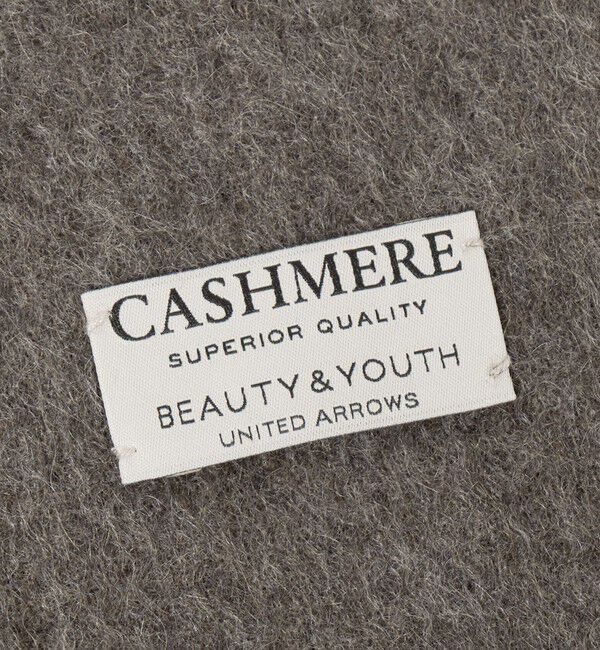 CASHMERE
SUPERIOR QUALITY
BEAUTY & YOUTH
UNITED ARROWS